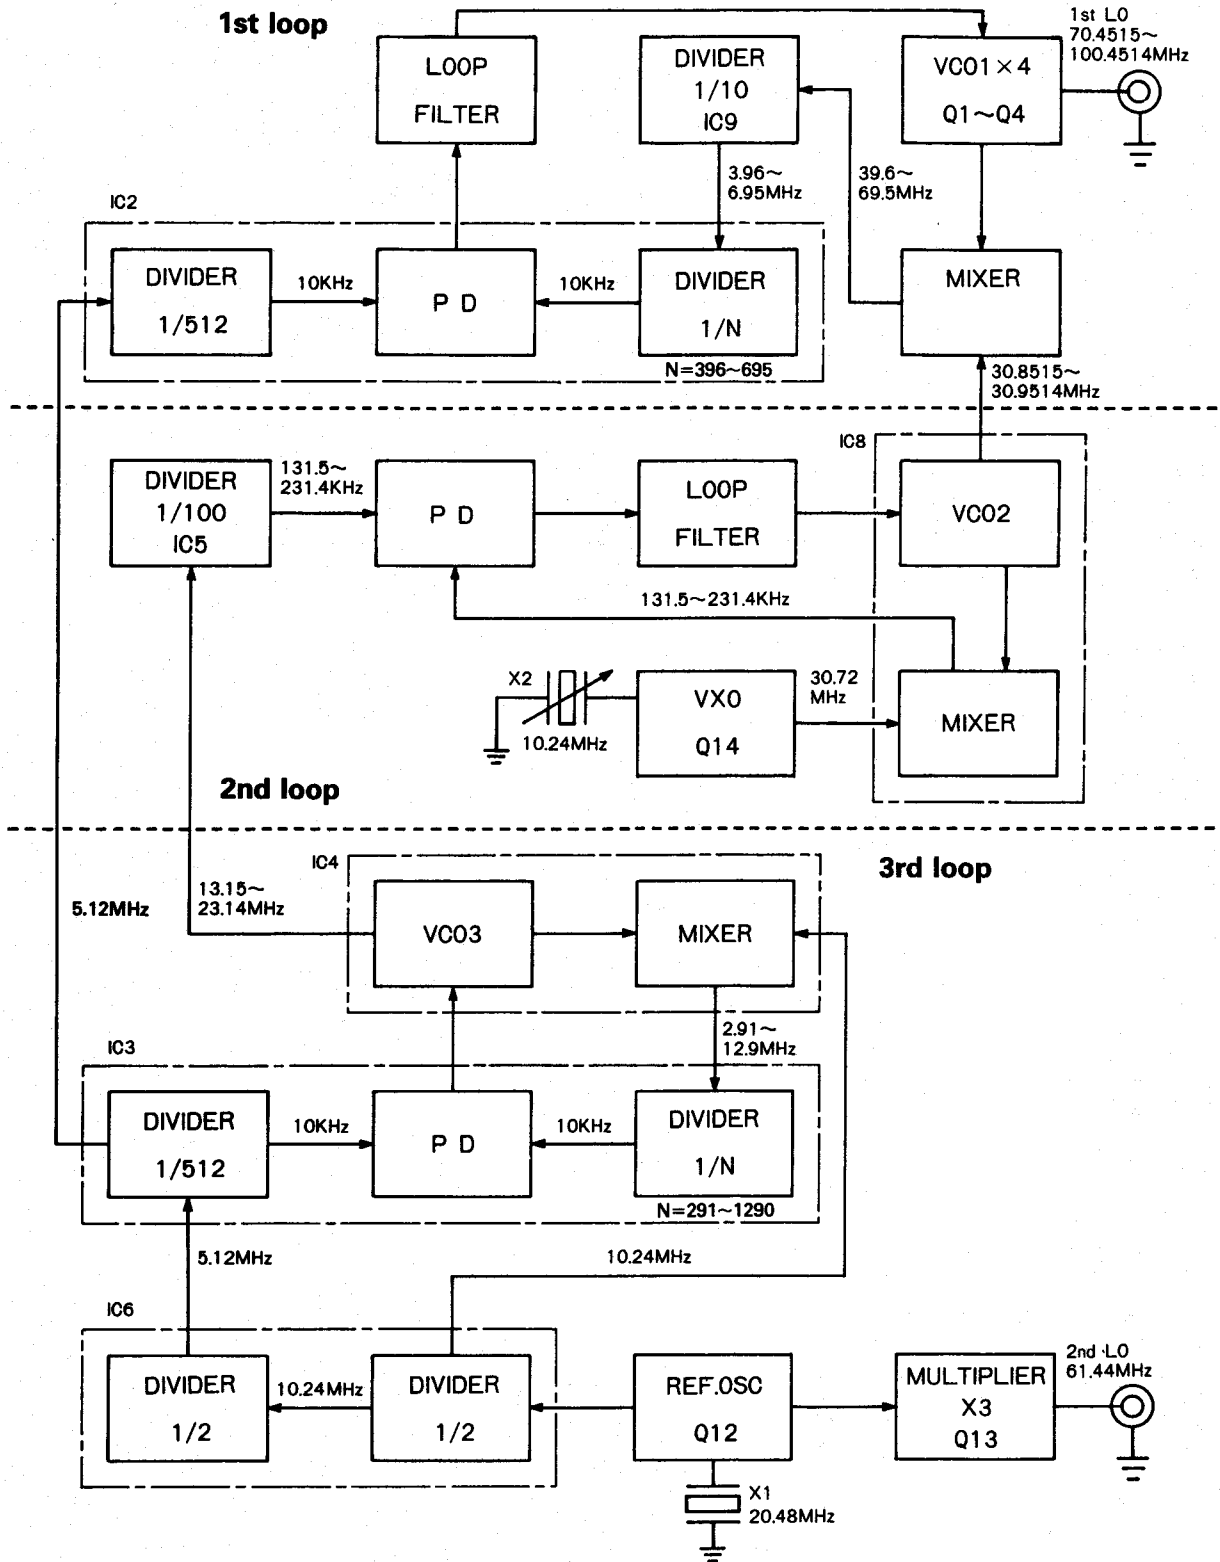 1st loop
LOOP
FILTER
DIVIDER
1/10
IC9
VCO1×4
Q1～Q4
1st LO
70.4515～
100.4514MHz
3.96～
6.95MHz
39.6～
69.5MHz
IC2
DIVIDER
1/512
10KHz
P D
10KHz
DIVIDER
1/N
N=396～695
MIXER
30.8515～
30.9514MHz
IC8
DIVIDER
1/100
IC5
131.5～
231.4KHz
P D
LOOP
FILTER
VCO2
131.5～231.4KHz
X2
10.24MHz
VXO
Q14
30.72
MHz
MIXER
2nd loop
3rd loop
IC4
5.12MHz
13.15～
23.14MHz
VCO3
MIXER
2.91～
12.9MHz
IC3
DIVIDER
1/512
10KHz
P D
10KHz
DIVIDER
1/N
N=291～1290
5.12MHz
10.24MHz
IC6
DIVIDER
1/2
10.24MHz
DIVIDER
1/2
REF.OSC
Q12
MULTIPLIER
X3
Q13
2nd LO
61.44MHz
X1
20.48MHz